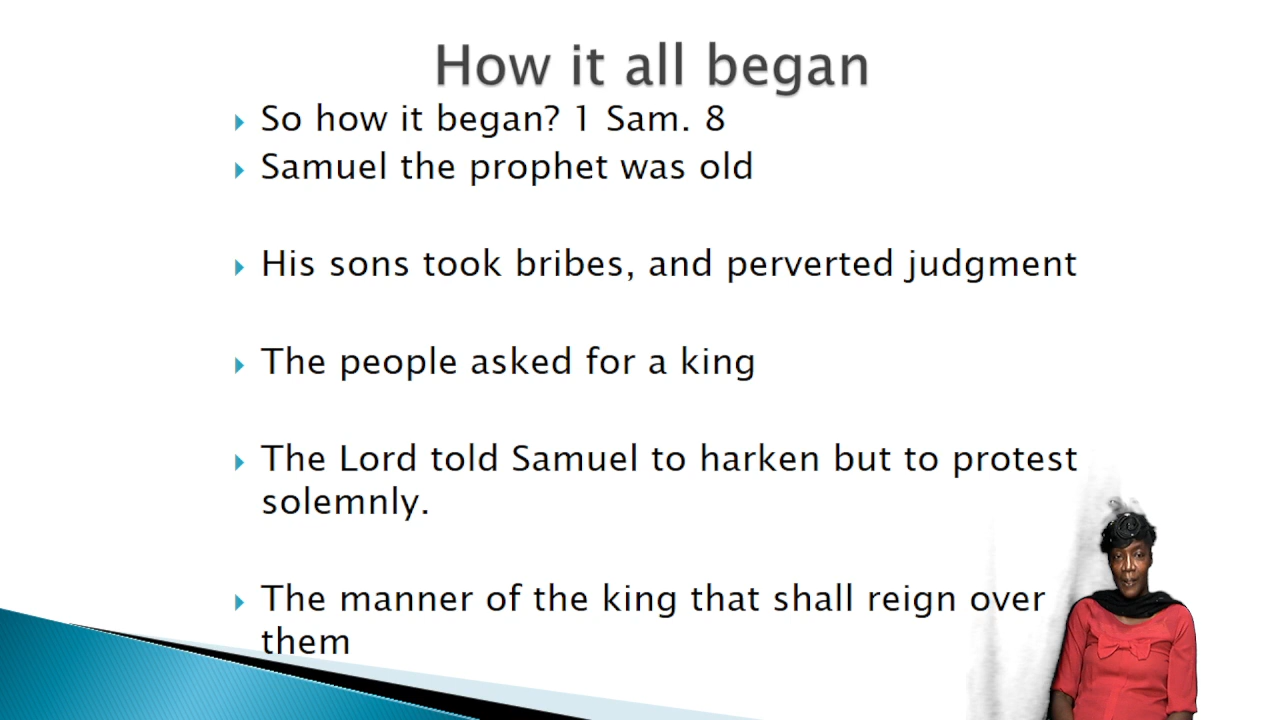 How it all began
So how it began? 1 Sam. 8
Samuel the prophet was old
His sons took bribes, and perverted judgment
The people asked for a king
The Lord told Samuel to harken but to protest
solemnly.
The manner of the king that shall reign over
them